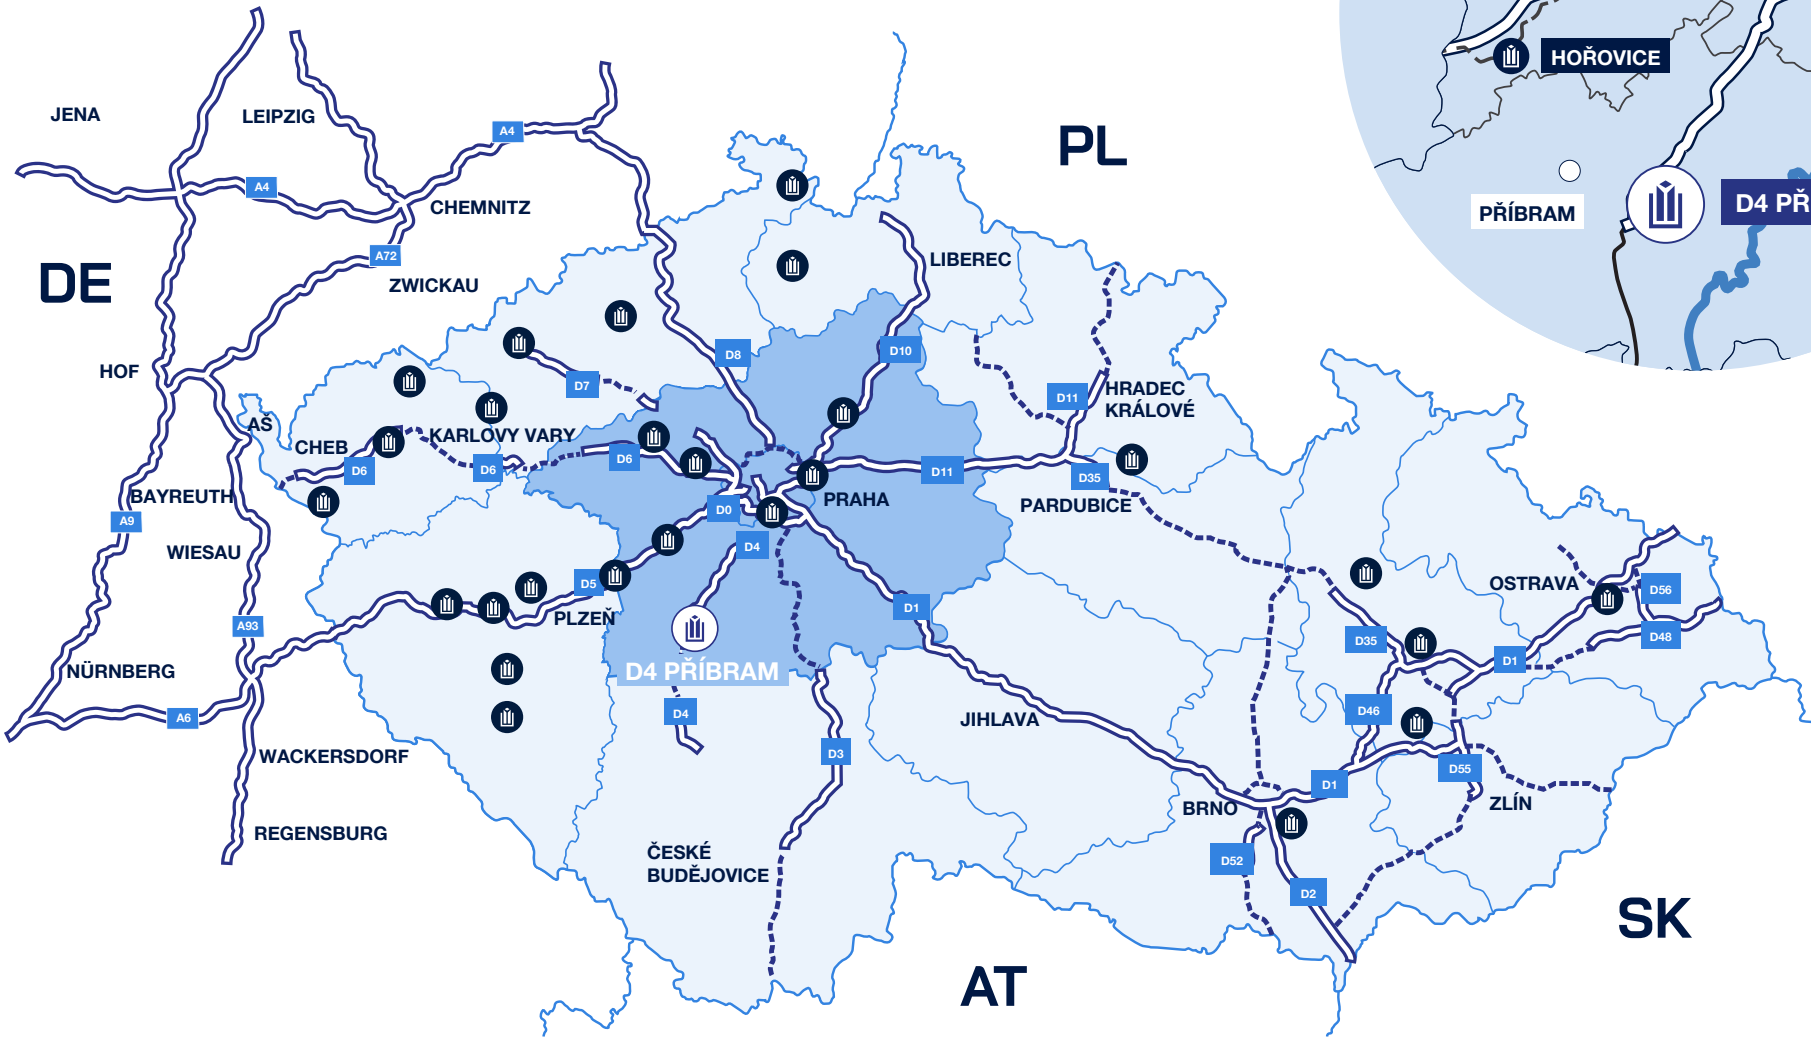 HOŘOVICE
JENA
LEIPZIG
A4
PL
A4
CHEMNITZ
PŘÍBRAM
D4 PŘ
A72
DE
ZWICKAU
LIBEREC
HOF
D8
D10
D7
D11
HRADEC
KRÁLOVÉ
AŠ
CHEB
KARLOVY VARY
D6
D6
D6
D11
D35
BAYREUTH
PRAHA
PARDUBICE
A9
D0
WIESAU
D4
D5
OSTRAVA
D56
PLZEŇ
D1
A93
D35
D48
D1
NÜRNBERG
D4 PŘÍBRAM
A6
D4
JIHLAVA
D46
WACKERSDORF
D3
D55
D1
BRNO
ZLÍN
REGENSBURG
ČESKÉ
BUDĚJOVICE
D52
D2
SK
AT